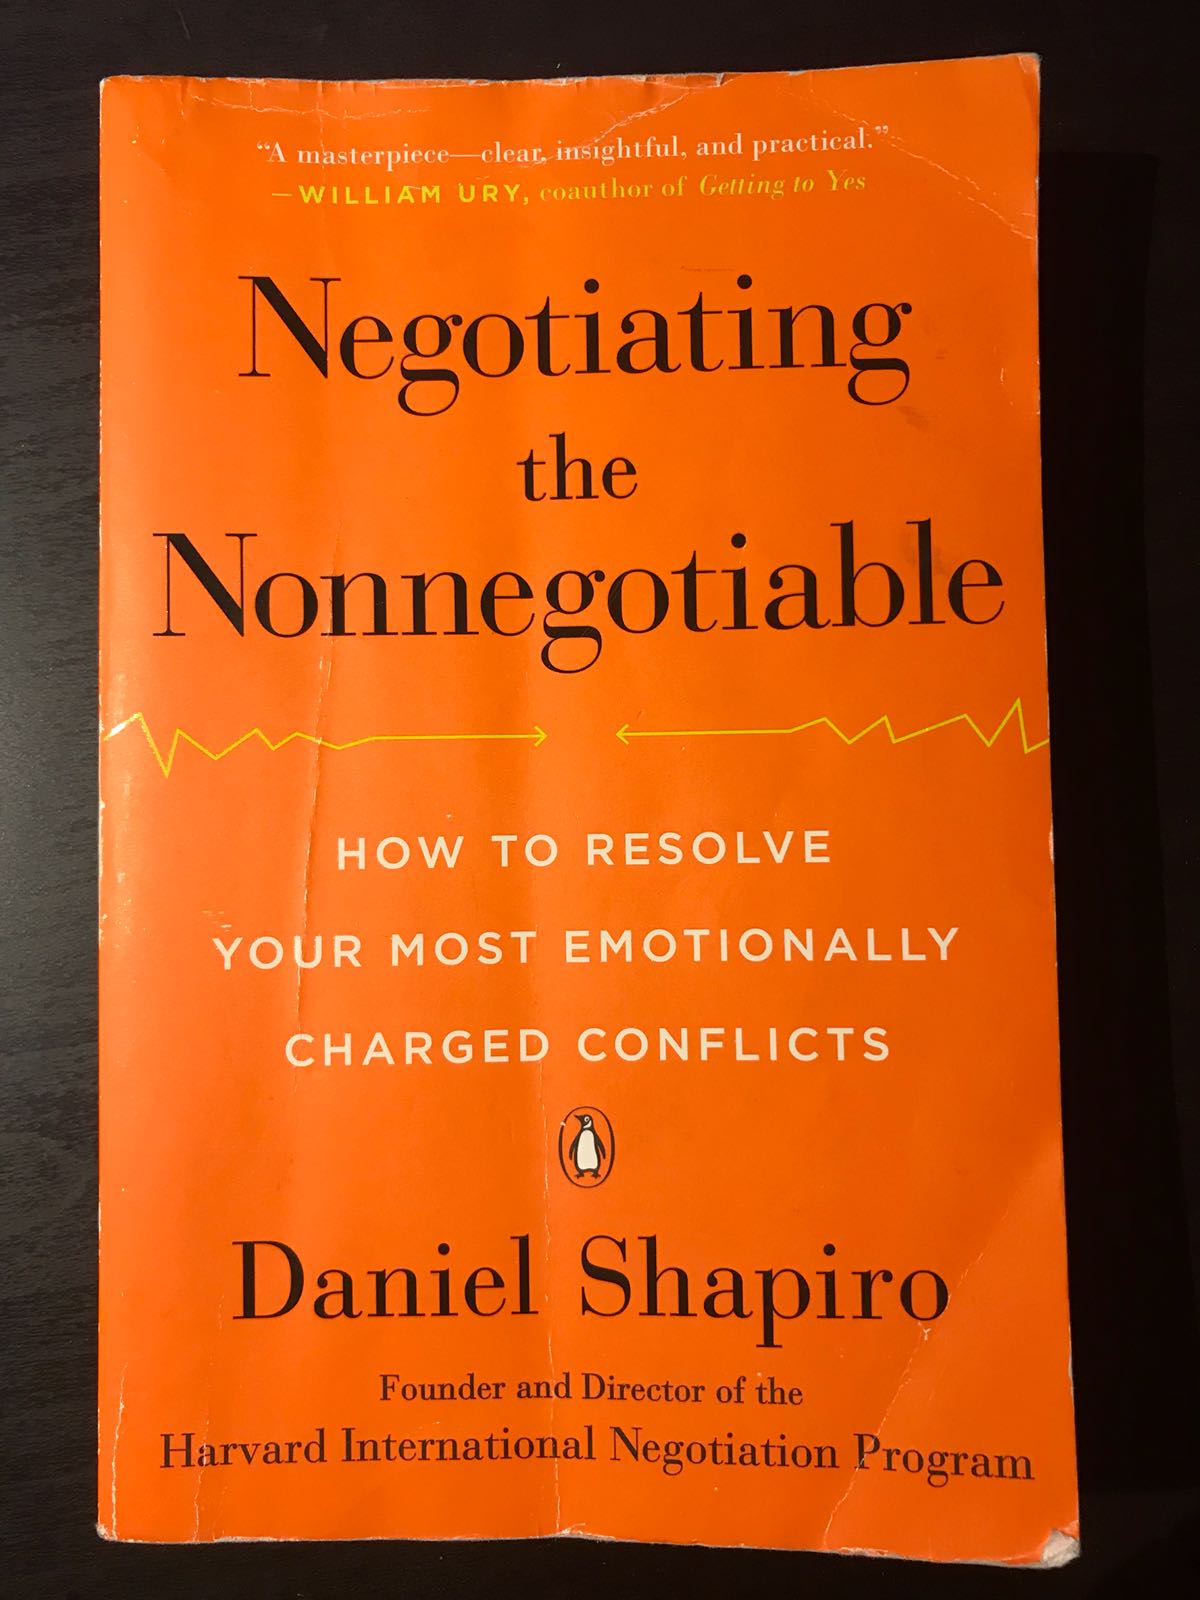 “A masterpiece—clear, insightful, and practical.”
—WILLIAM URY, coauthor of Getting to Yes
Negotiating
the
Nonnegotiable
HOW TO RESOLVE
YOUR MOST EMOTIONALLY
CHARGED CONFLICTS
Daniel Shapiro
Founder and Director of the
Harvard International Negotiation Program